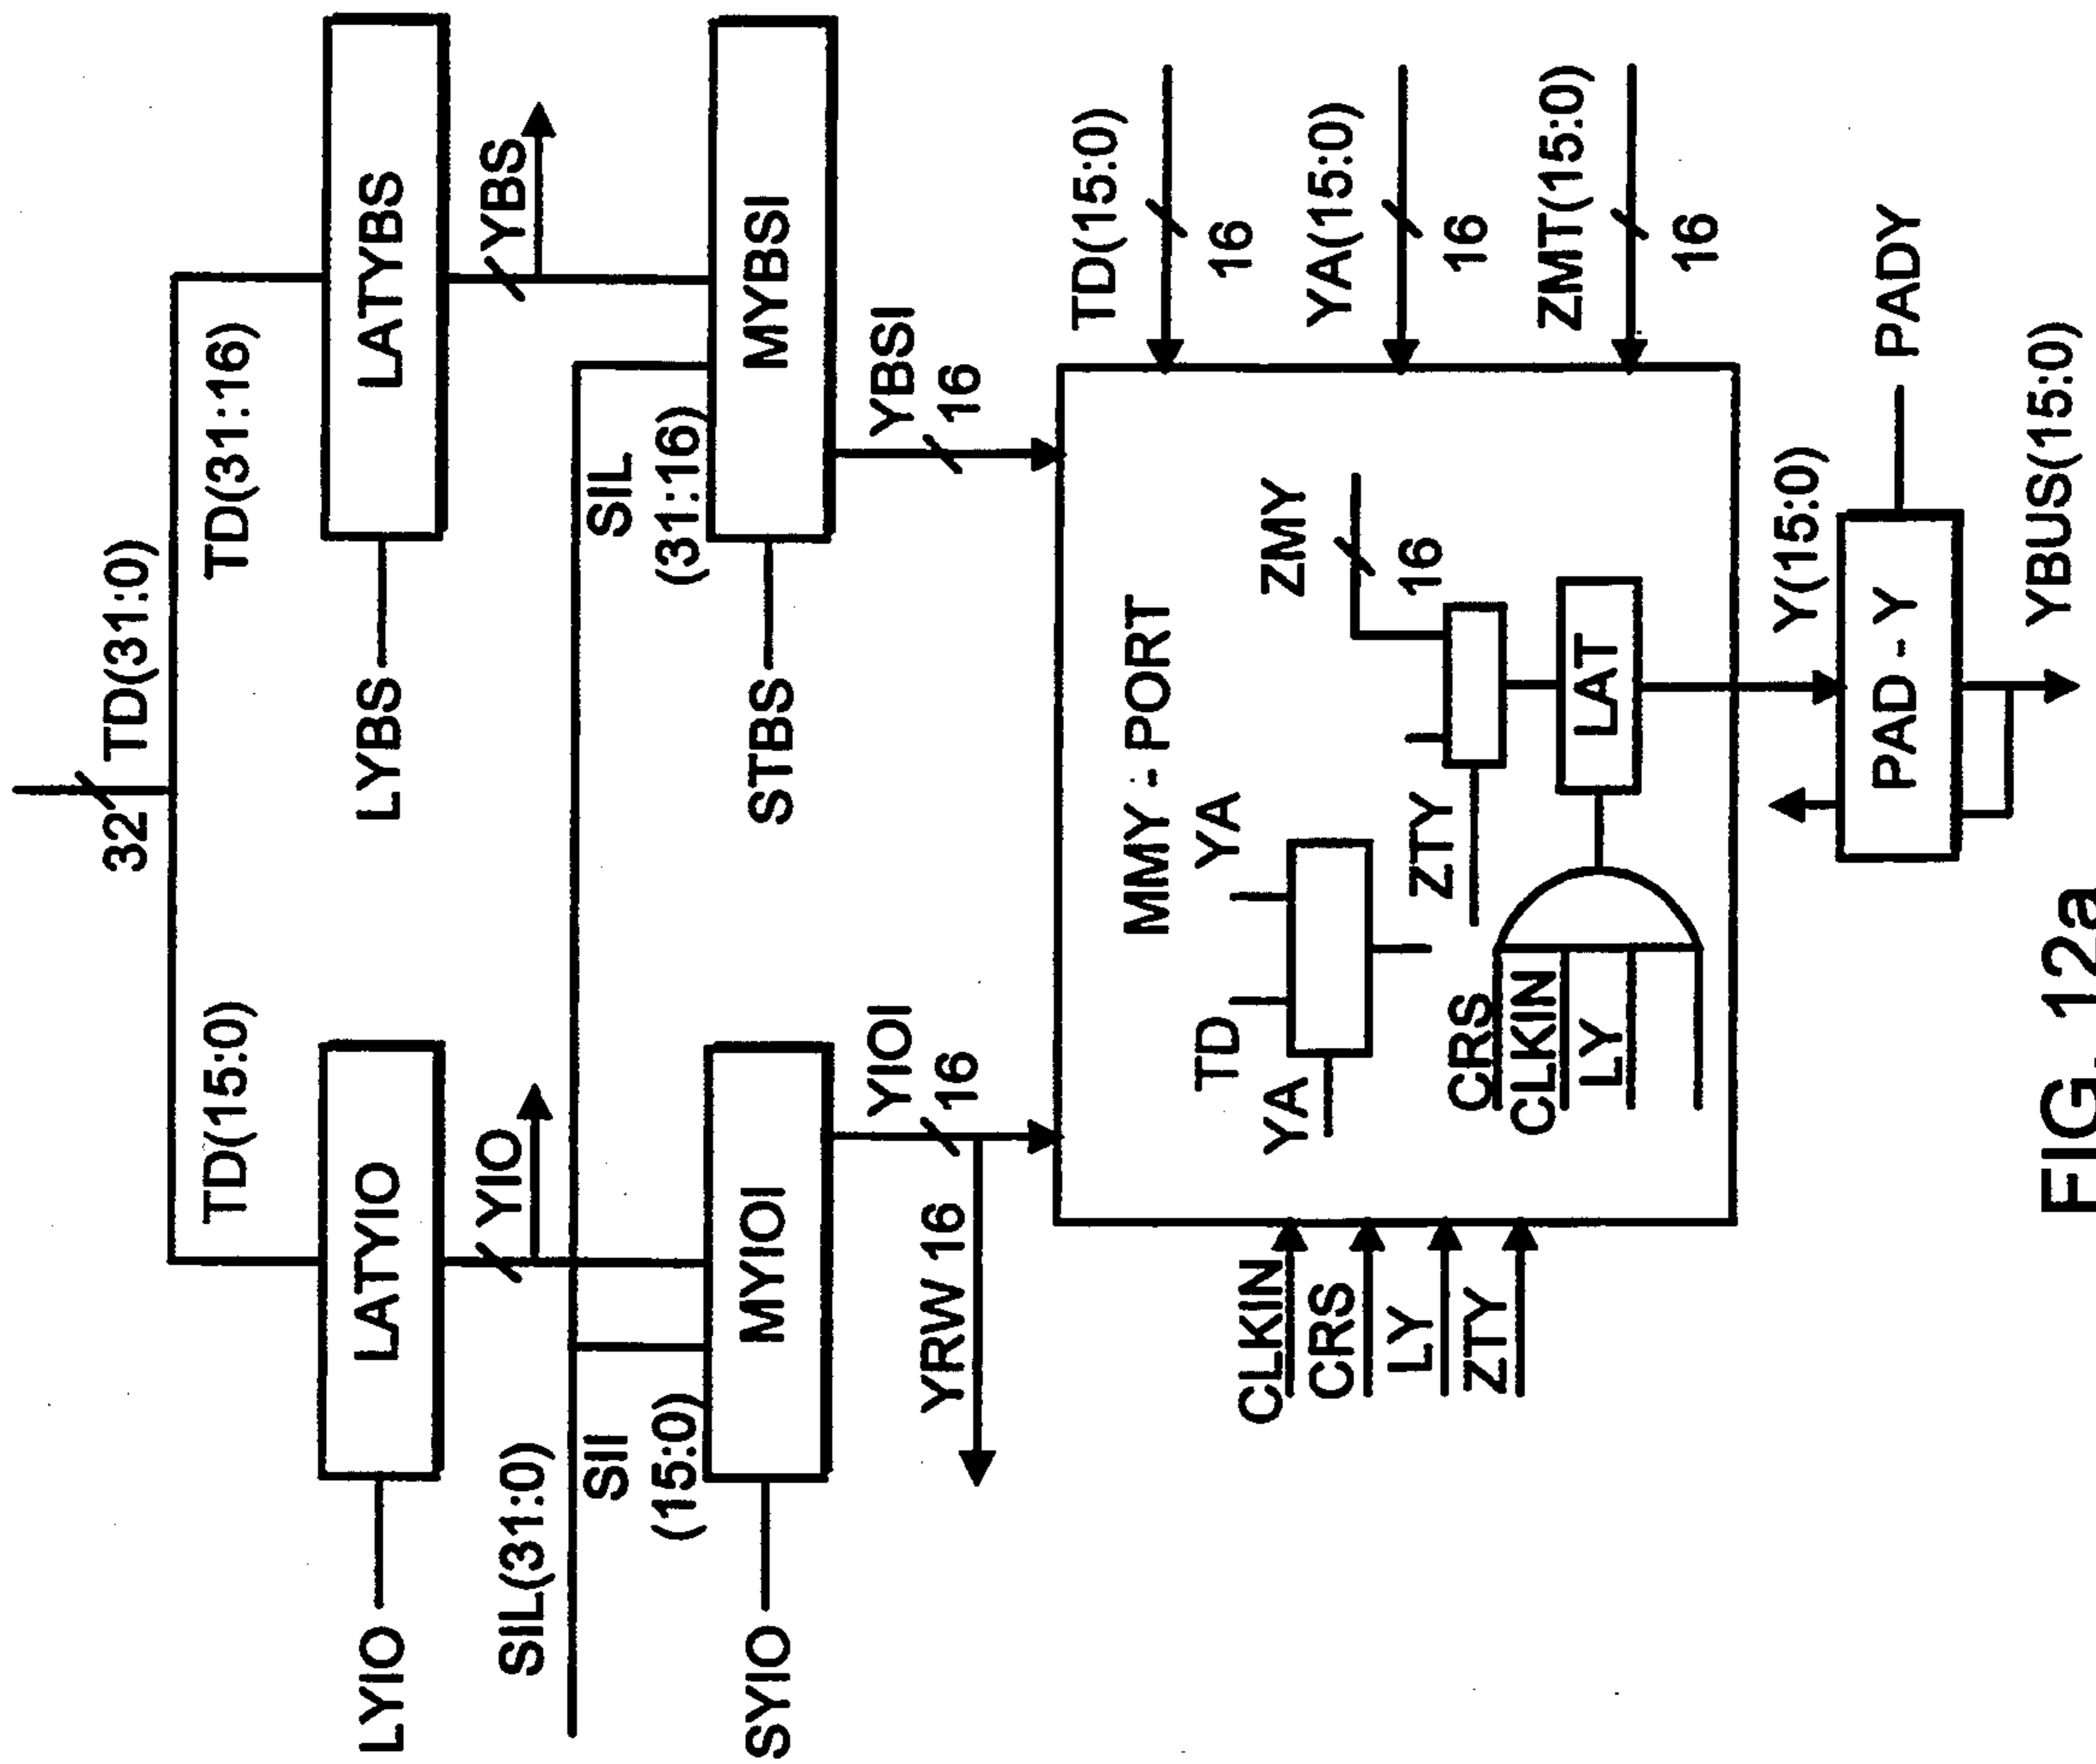 32
TD(31:0)
TD(15:0)
TD(31:16)
LYIO
LATYIO
LYBS
LATYBS
YIO
YBS
SIL(31:0)
SII
(15:0)
SIL
(31:16)
SYIO
MYIOI
STBS
MYBSI
YRW 16
YIOI
16
YBSI
16
MMY - PORT
TD(15:0)
16
YA(15:0)
16
ZMT(15:0)
16
CLKIN
CRS
LY
ZTY
TD
YA
YA
ZMY
16
ZTY
CRS
CLKIN
LY
LAT
Y(15:0)
PAD - Y
PADY
YBUS(15:0)
FIG. 12a